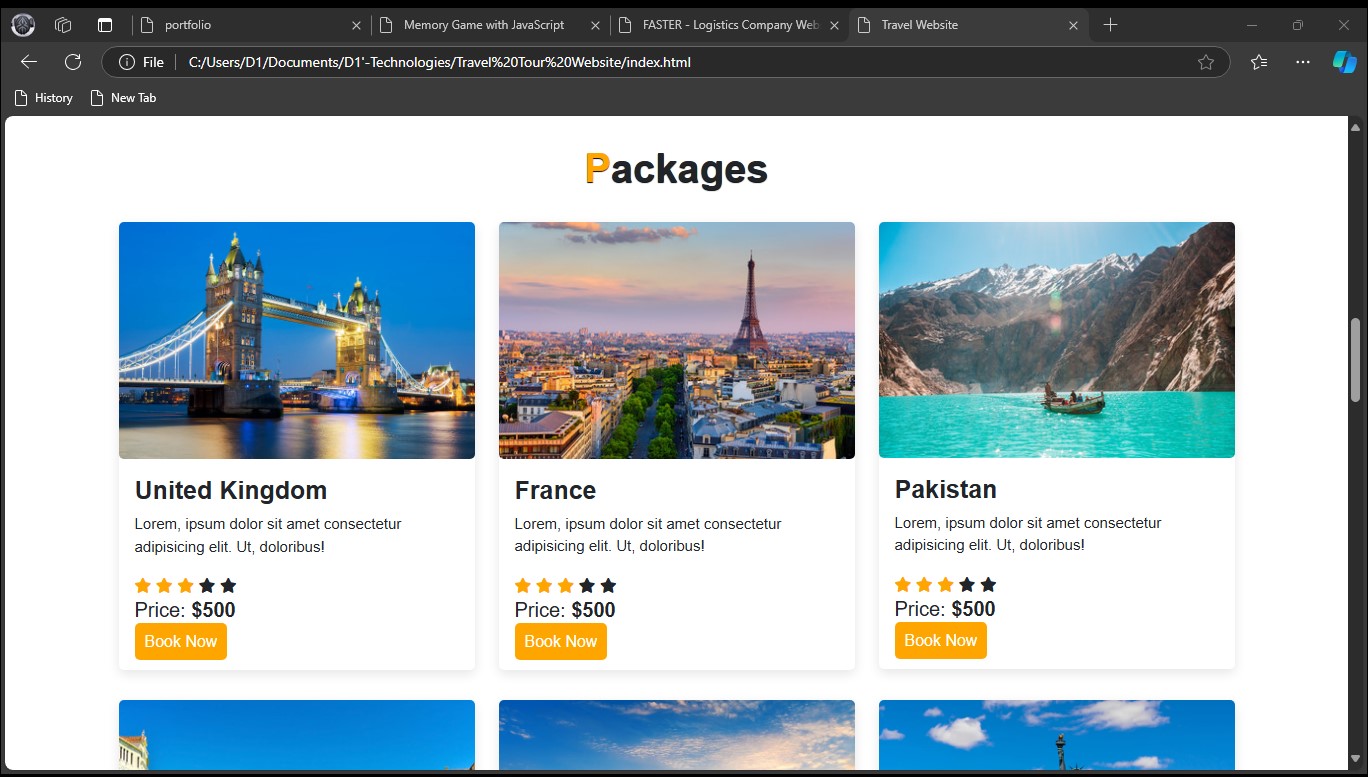 portfolio
Memory Game with JavaScript
FASTER - Logistics Company Web
Travel Website
File
C:/Users/D1/Documents/D1'-Technologies/Travel%20Tour%20Website/index.html
History
New Tab
Packages
United Kingdom
Lorem, ipsum dolor sit amet consectetur
adipisicing elit. Ut, doloribus!
Price: $500
Book Now
France
Lorem, ipsum dolor sit amet consectetur
adipisicing elit. Ut, doloribus!
Price: $500
Book Now
Pakistan
Lorem, ipsum dolor sit amet consectetur
adipisicing elit. Ut, doloribus!
Price: $500
Book Now